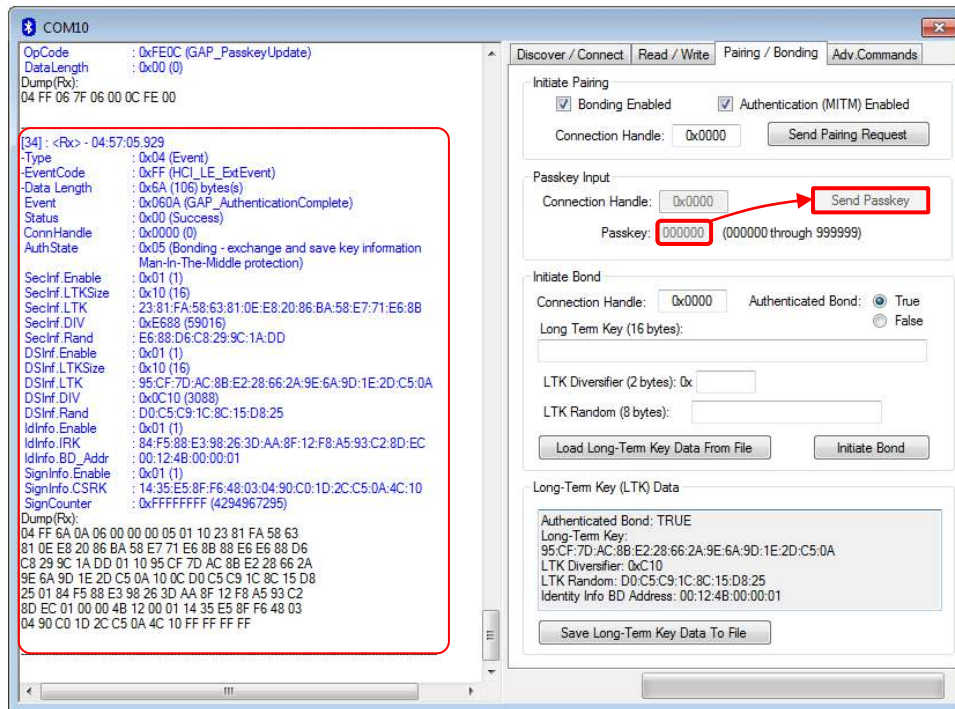 COM10
OpCode : 0xFE0C (GAP_PasskeyUpdate)
DataLength : 0x00 (0)
Dump(Rx):
04 FF 06 7F 06 00 0C FE 00
[34] : <Rx> - 04:57:05.929
-Type : 0x04 (Event)
-EventCode : 0xFF (HCI_LE_ExtEvent)
-Data Length : 0x6A (106) bytes(s)
Event : 0x060A (GAP_AuthenticationComplete)
Status : 0x00 (Success)
ConnHandle : 0x0000 (0)
AuthState : 0x05 (Bonding - exchange and save key information
Man-In-The-Middle protection)
SecInf.Enable : 0x01 (1)
SecInf.LTKSize : 0x10 (16)
SecInf.LTK : 23:81:FA:58:63:81:0E:E8:20:86:BA:58:E7:71:E6:8B
SecInf.DIV : 0xE688 (59016)
SecInf.Rand : E6:88:D6:C8:29:9C:1A:DD
DSInf.Enable : 0x01 (1)
DSInf.LTKSize : 0x10 (16)
DSInf.LTK : 95:CF:7D:AC:8B:E2:28:66:2A:9E:6A:9D:1E:2D:C5:0A
DSInf.DIV : 0x0C10 (3088)
DSInf.Rand : D0:C5:C9:1C:8C:15:D8:25
IdInfo.Enable : 0x01 (1)
IdInfo.IRK : 84:F5:88:E3:98:26:3D:AA:8F:12:F8:A5:93:C2:8D:EC
IdInfo.BD_Addr : 00:12:4B:00:00:01
SignInfo.Enable : 0x01 (1)
SignInfo.CSRK : 14:35:E5:8F:F6:48:03:04:90:C0:1D:2C:C5:0A:4C:10
SignCounter : 0xFFFFFFFF (4294967295)
Dump(Rx):
04 FF 6A 0A 06 00 00 00 05 01 10 23 81 FA 58 63
81 0E E8 20 86 BA 58 E7 71 E6 8B 88 E6 E6 88 D6
C8 29 9C 1A DD 01 10 95 CF 7D AC 8B E2 28 66 2A
9E 6A 9D 1E 2D C5 0A 10 0C D0 C5 C9 1C 8C 15 D8
25 01 84 F5 88 E3 98 26 3D AA 8F 12 F8 A5 93 C2
8D EC 01 00 00 4B 12 00 01 14 35 E5 8F F6 48 03
04 90 C0 1D 2C C5 0A 4C 10 FF FF FF FF
Discover / Connect Read / Write Pairing / Bonding Adv.Commands
Initiate Pairing
Bonding Enabled Authentication (MITM) Enabled
Connection Handle: 0x0000 Send Pairing Request
Passkey Input
Connection Handle: 0x0000 Send Passkey
Passkey: 000000 (000000 through 999999)
Initiate Bond
Connection Handle: 0x0000 Authenticated Bond: True
False
Long Term Key (16 bytes):
LTK Diversifier (2 bytes): 0x
LTK Random (8 bytes):
Load Long-Term Key Data From File Initiate Bond
Long-Term Key (LTK) Data
Authenticated Bond: TRUE
Long-Term Key:
95:CF:7D:AC:8B:E2:28:66:2A:9E:6A:9D:1E:2D:C5:0A
LTK Diversifier: 0xC10
LTK Random: D0:C5:C9:1C:8C:15:D8:25
Identity Info BD Address: 00:12:4B:00:00:01
Save Long-Term Key Data To File